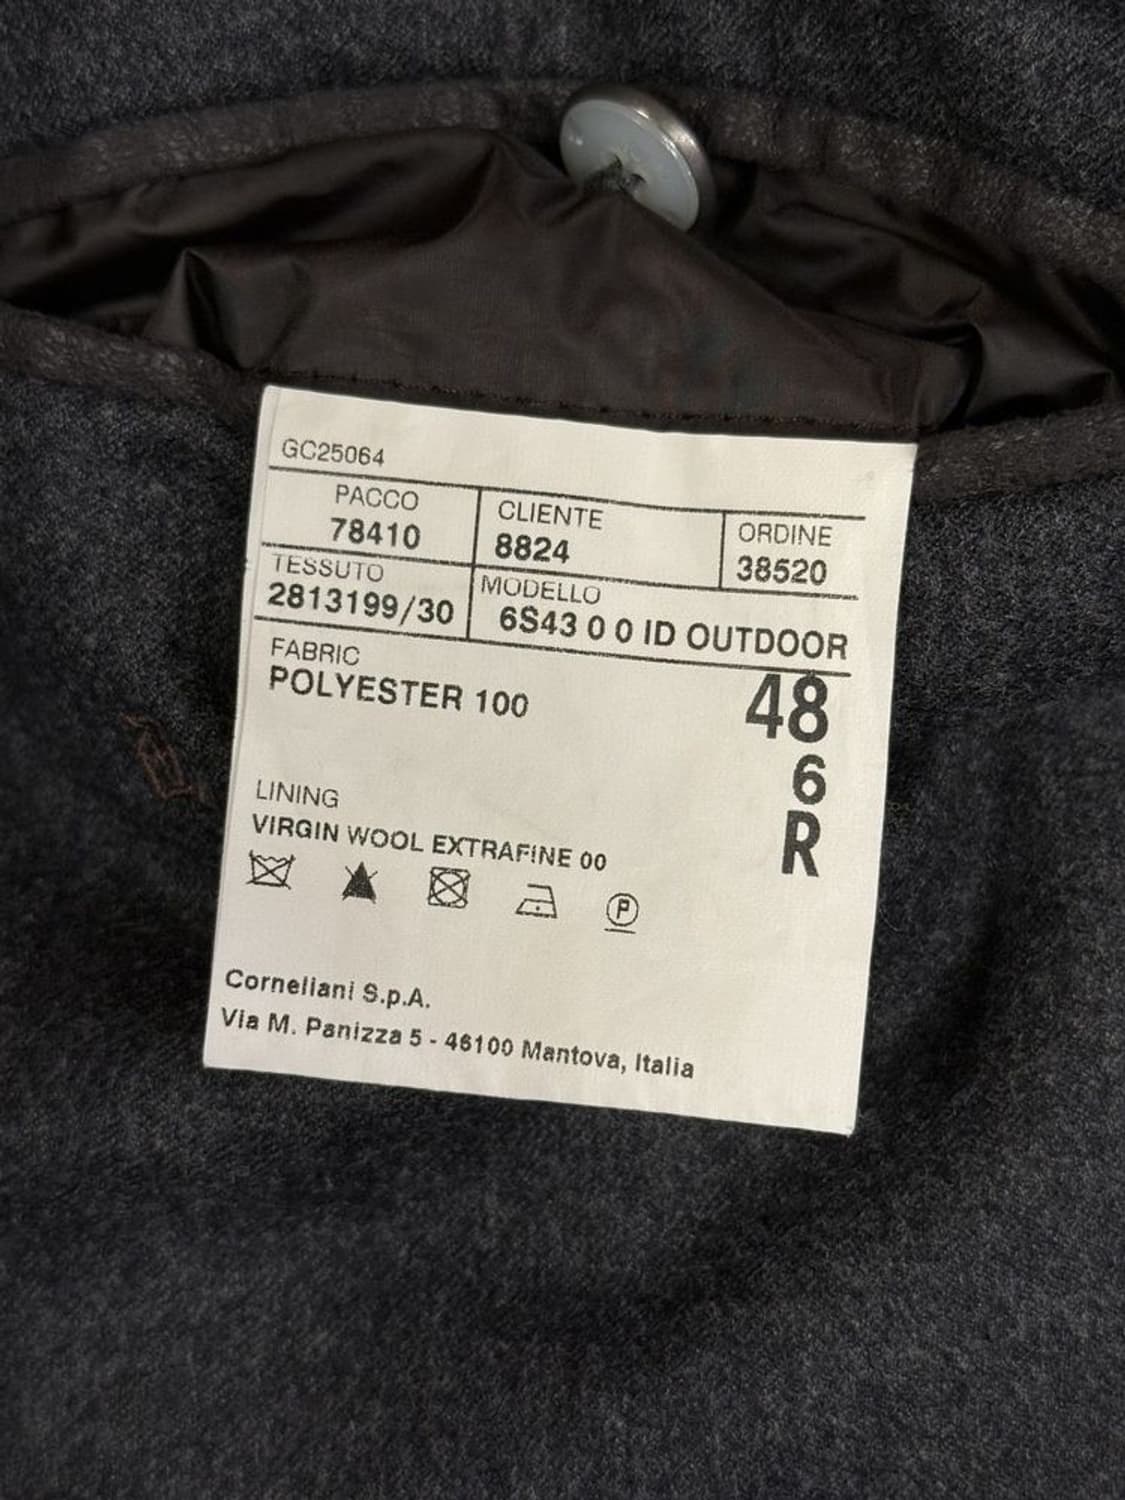 GC25064
PACCO CLIENTE ORDINE
78410 8824 38520
TESSUTO MODELLO
2813199/30 6S43 0 0 ID OUTDOOR
FABRIC
POLYESTER 100
48
6
R
LINING
VIRGIN WOOL EXTRAFINE 00
P
Corneliani S.p.A.
Via M. Panizza 5 - 46100 Mantova, Italia